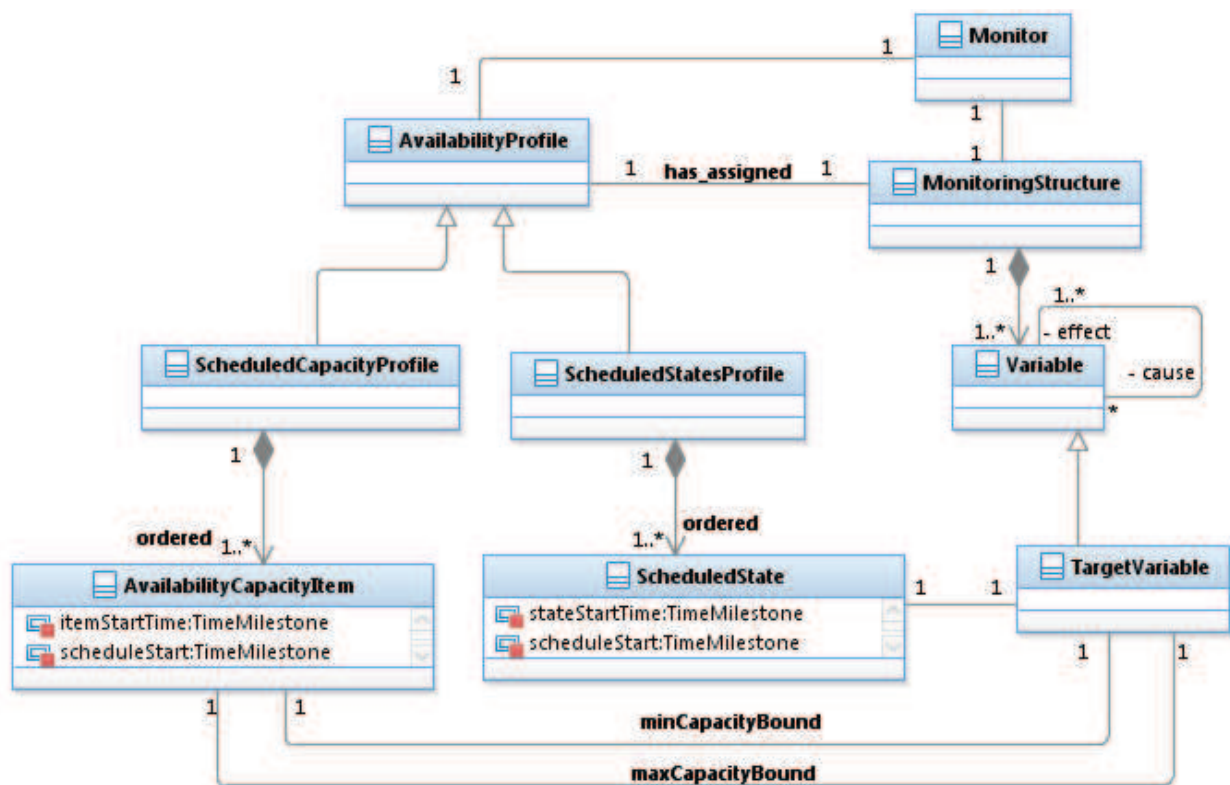 Monitor
1
1
1
AvailabilityProfile
1
has_assigned
1
1
MonitoringStructure
1
1..*
1..*
- effect
ScheduledCapacityProfile
ScheduledStatesProfile
Variable
- cause
*
1
1
ordered
1..*
1..*
ordered
AvailabilityCapacityItem
ScheduledState
TargetVariable
itemStartTime:TimeMilestone
stateStartTime:TimeMilestone
1
1
scheduleStart:TimeMilestone
scheduleStart:TimeMilestone
1
1
1
1
minCapacityBound
maxCapacityBound